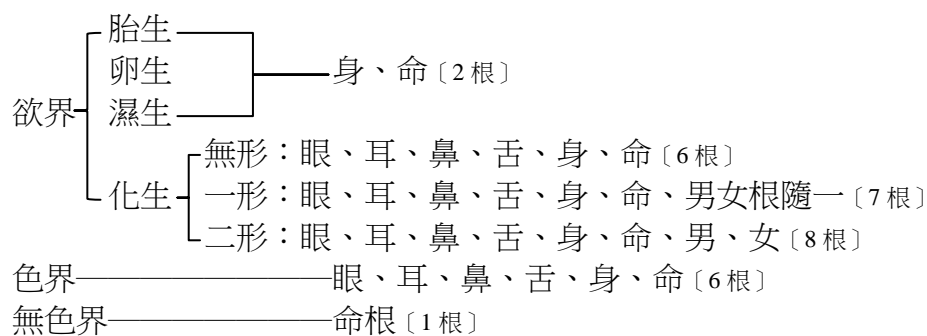 胎生
卵生 身、命〔2根〕
欲界 濕生
無形：眼、耳、鼻、舌、身、命〔6根〕
化生 一形：眼、耳、鼻、舌、身、命、男女根隨一〔7根〕
二形：眼、耳、鼻、舌、身、命、男、女〔8根〕
色界 眼、耳、鼻、舌、身、命〔6根〕
無色界 命根〔1根〕